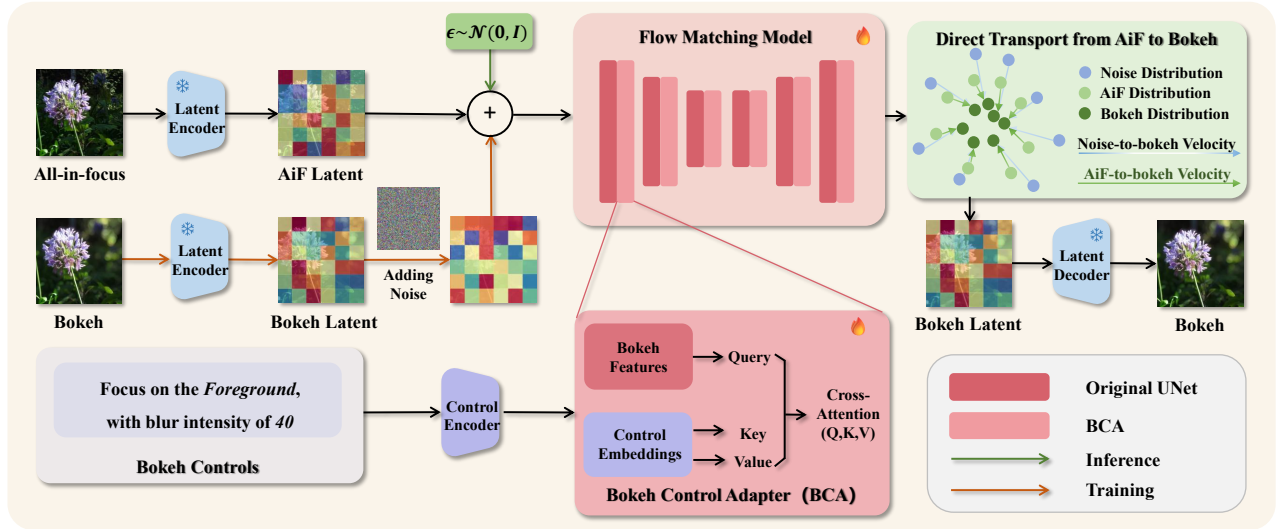 ϵ~𝒩(0, I)
Flow Matching Model
Direct Transport from AiF to Bokeh
Noise Distribution
AiF Distribution
Bokeh Distribution
Noise-to-bokeh Velocity
AiF-to-bokeh Velocity
Latent
Encoder
+
All-in-focus
AiF Latent
Latent
Encoder
Adding
Noise
Bokeh
Bokeh Latent
Latent
Decoder
Bokeh Latent
Bokeh
Focus on the Foreground,
with blur intensity of 40
Bokeh Controls
Control
Encoder
Bokeh
Features
Query
Control
Embeddings
Key
Value
Cross-
Attention
(Q,K,V)
Bokeh Control Adapter（BCA）
Original UNet
BCA
Inference
Training